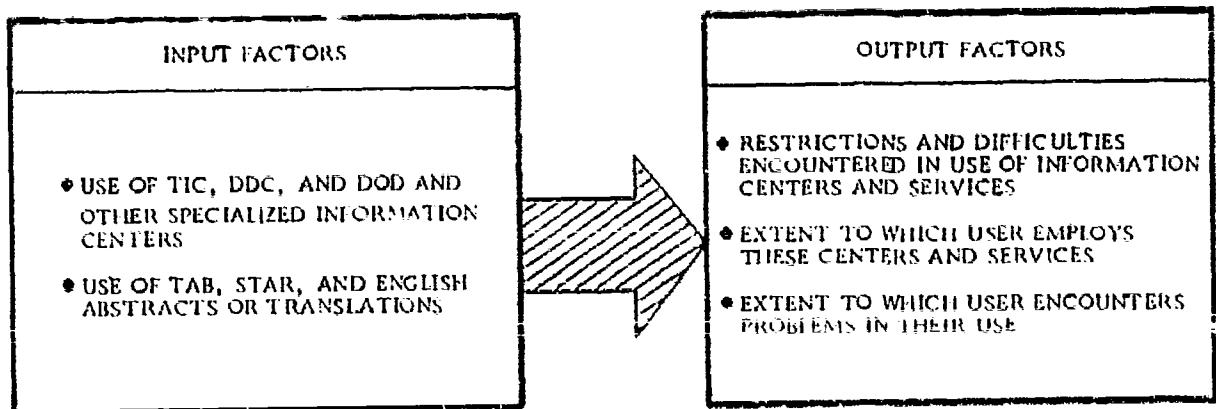 INPUT FACTORS
• USE OF TIC, DDC, AND DOD AND
OTHER SPECIALIZED INFORMATION
CENTERS
• USE OF TAB, STAR, AND ENGLISH
ABSTRACTS OR TRANSLATIONS
OUTPUT FACTORS
• RESTRICTIONS AND DIFFICULTIES
ENCOUNTERED IN USE OF INFORMATION
CENTERS AND SERVICES
• EXTENT TO WHICH USER EMPLOYS
THESE CENTERS AND SERVICES
• EXTENT TO WHICH USER ENCOUNTERS
PROBLEMS IN THEIR USE